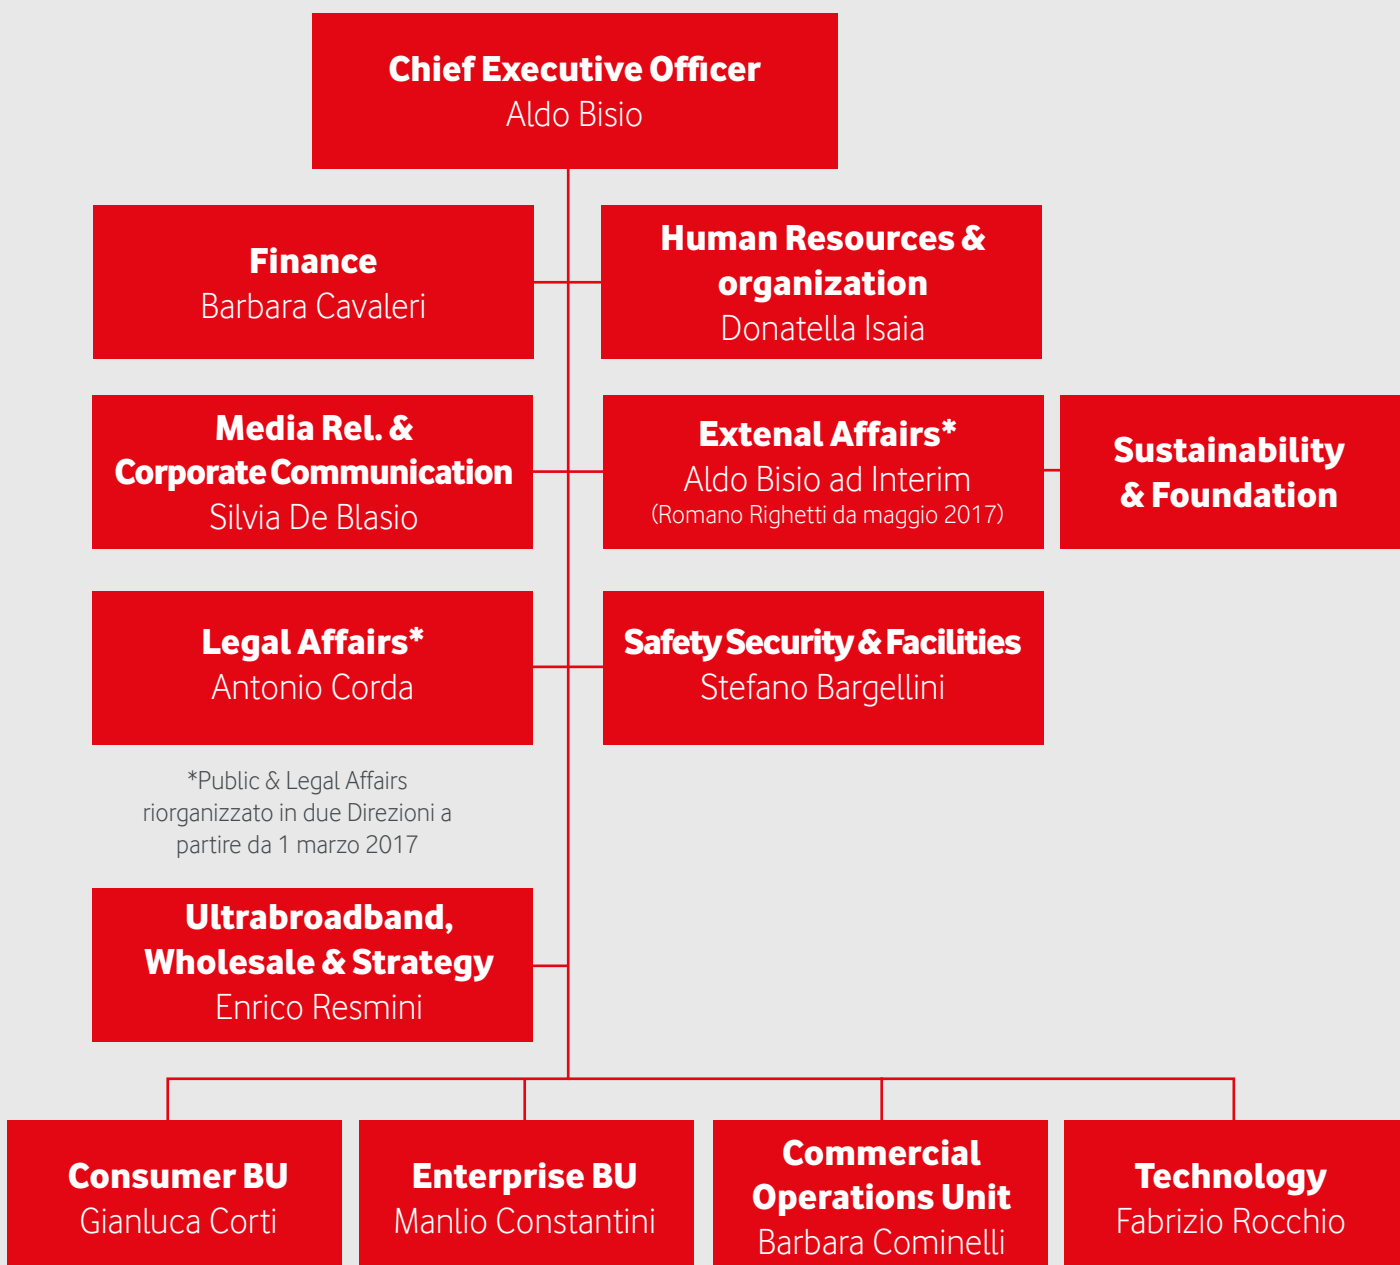 Chief Executive Officer
Aldo Bisio
Finance
Barbara Cavaleri
Human Resources &
organization
Donatella Isaia
Media Rel. &
Corporate Communication
Silvia De Blasio
Extenal Affairs*
Aldo Bisio ad Interim
(Romano Righetti da maggio 2017)
Sustainability
& Foundation
Legal Affairs*
Antonio Corda
Safety Security & Facilities
Stefano Bargellini
*Public & Legal Affairs
riorganizzato in due Direzioni a
partire da 1 marzo 2017
Ultrabroadband,
Wholesale & Strategy
Enrico Resmini
Consumer BU
Gianluca Corti
Enterprise BU
Manlio Constantini
Commercial
Operations Unit
Barbara Cominelli
Technology
Fabrizio Rocchio